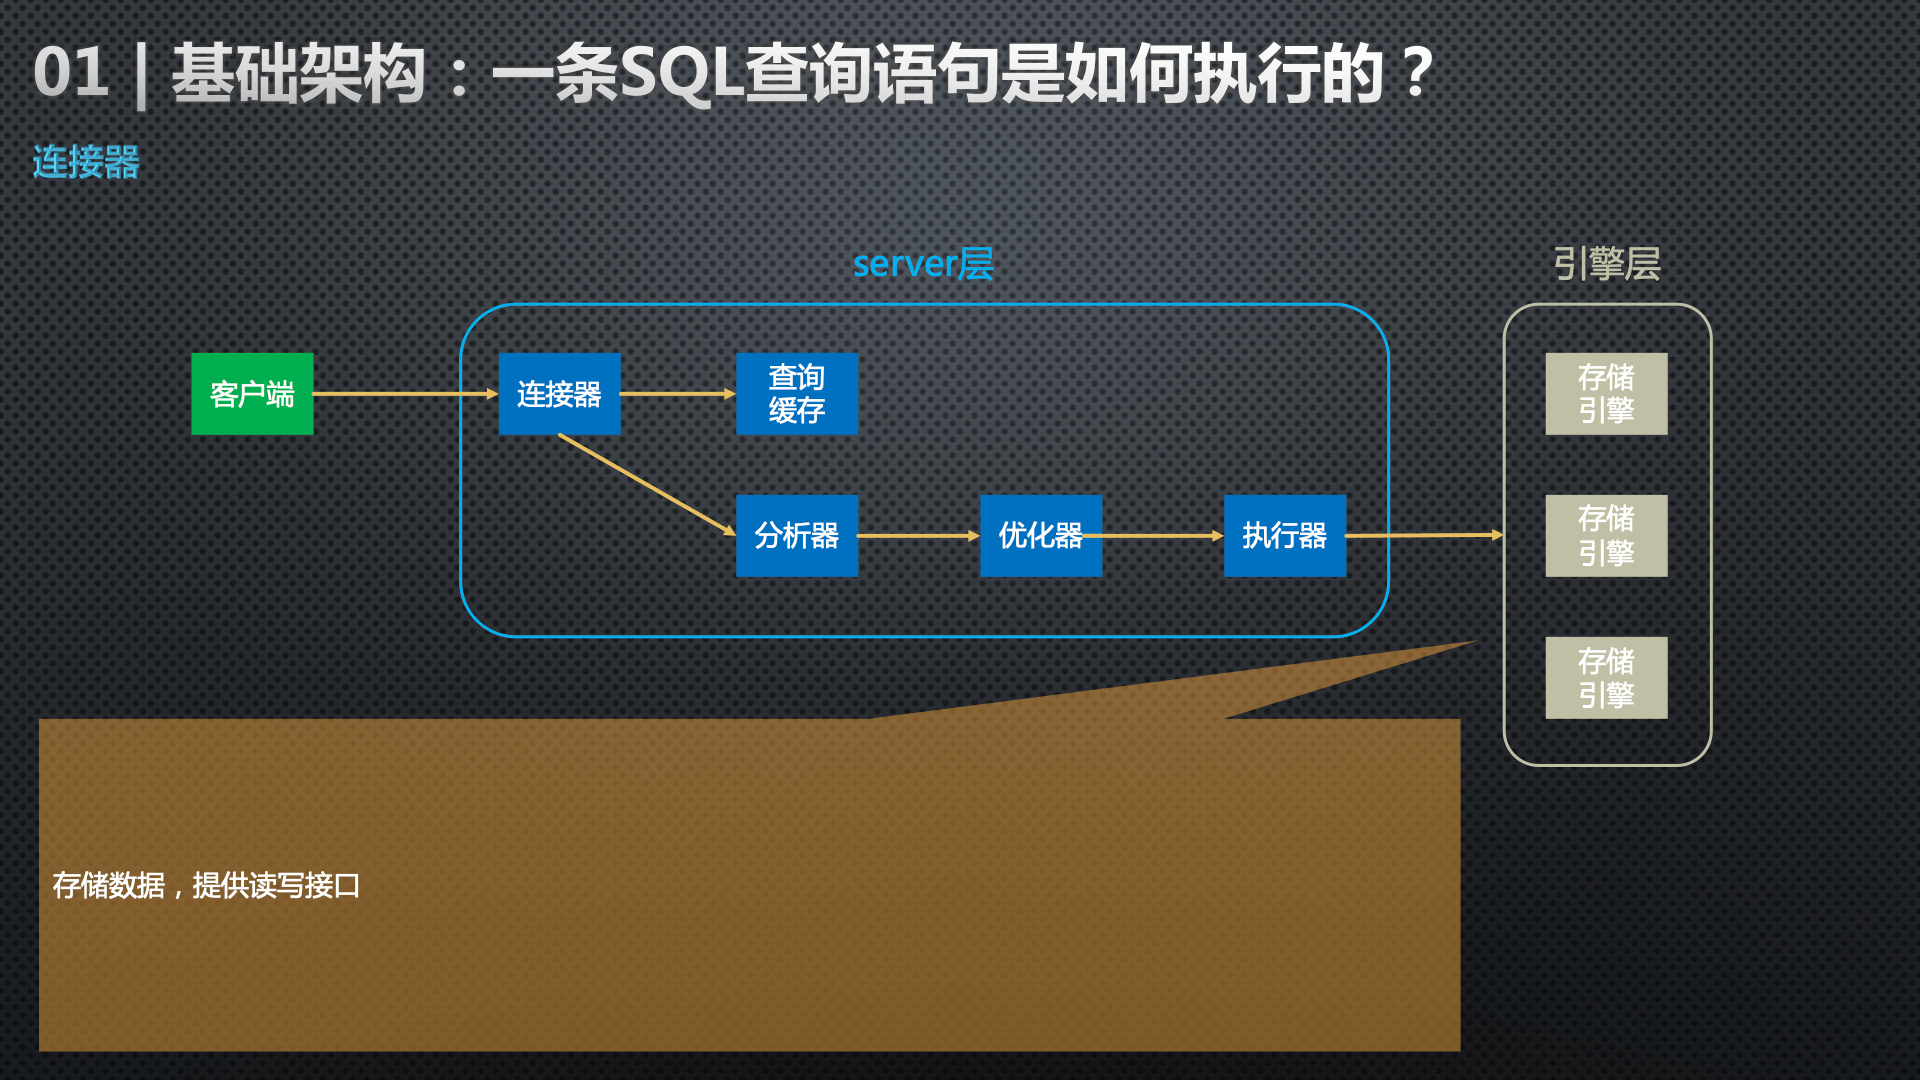 01 | 基础架构：一条SQL查询语句是如何执行的？
连接器
server层
引擎层
客户端
连接器
查询
缓存
存储
引擎
分析器
优化器
执行器
存储
引擎
存储
引擎
存储数据，提供读写接口